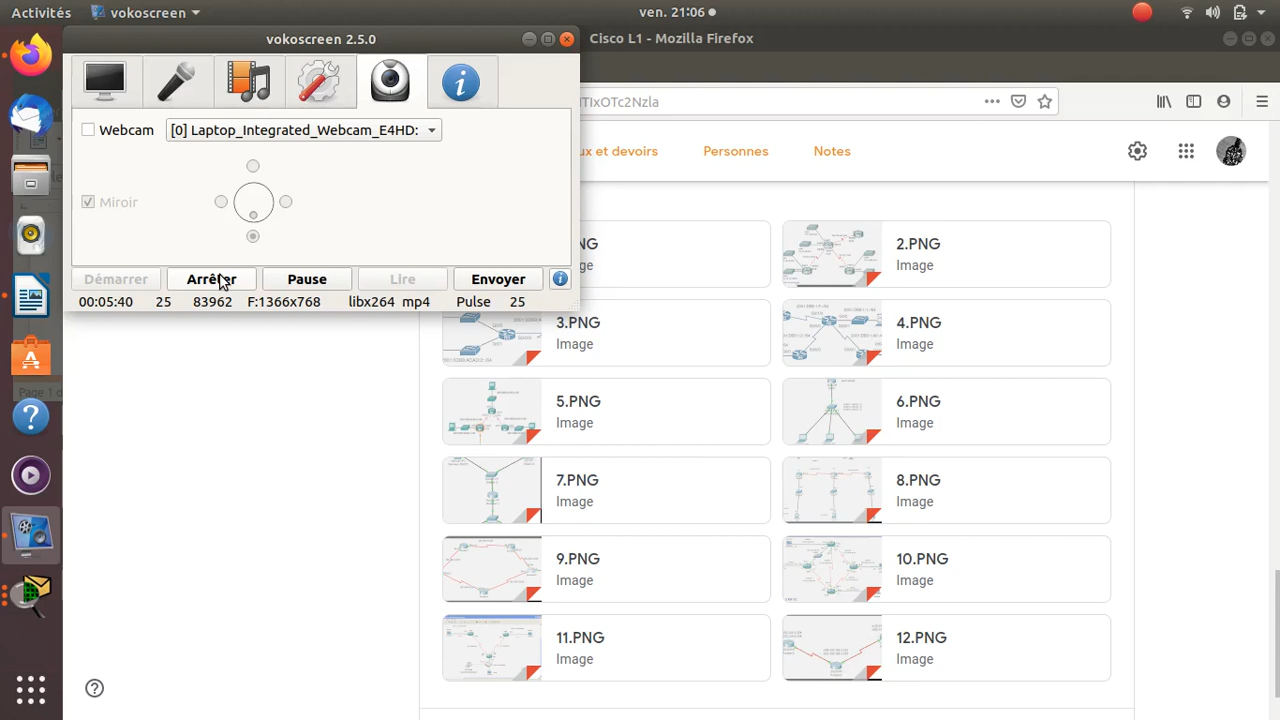 Activités
vokoscreen
ven. 21:06
vokoscreen 2.5.0
Cisco L1 - Mozilla Firefox
Webcam
[0] Laptop_Integrated_Webcam_E4HD:
Miroir
Démarrer
Arrêter
Pause
Lire
Envoyer
00:05:40
25
83962
F:1366x768
libx264 mp4
Pulse
25
TIxOTc2Nzla
ux et devoirs
Personnes
Notes
NG
Image
2.PNG
Image
3.PNG
Image
4.PNG
Image
5.PNG
Image
6.PNG
Image
7.PNG
Image
8.PNG
Image
9.PNG
Image
10.PNG
Image
11.PNG
Image
12.PNG
Image
Page 1 d